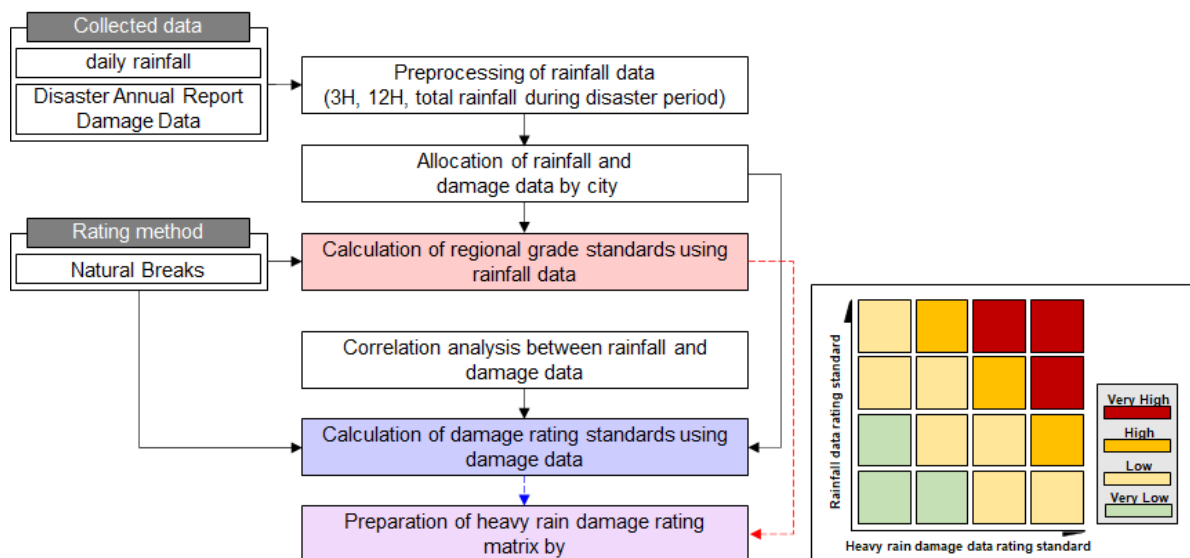 Collected data
daily rainfall
Disaster Annual Report
Damage Data
Preprocessing of rainfall data
(3H, 12H, total rainfall during disaster period)
Allocation of rainfall and
damage data by city
Rating method
Natural Breaks
Calculation of regional grade standards using
rainfall data
Correlation analysis between rainfall and
damage data
Calculation of damage rating standards using
damage data
Preparation of heavy rain damage rating
matrix by
Rainfall data rating standard
Heavy rain damage data rating standard
Very High
High
Low
Very Low